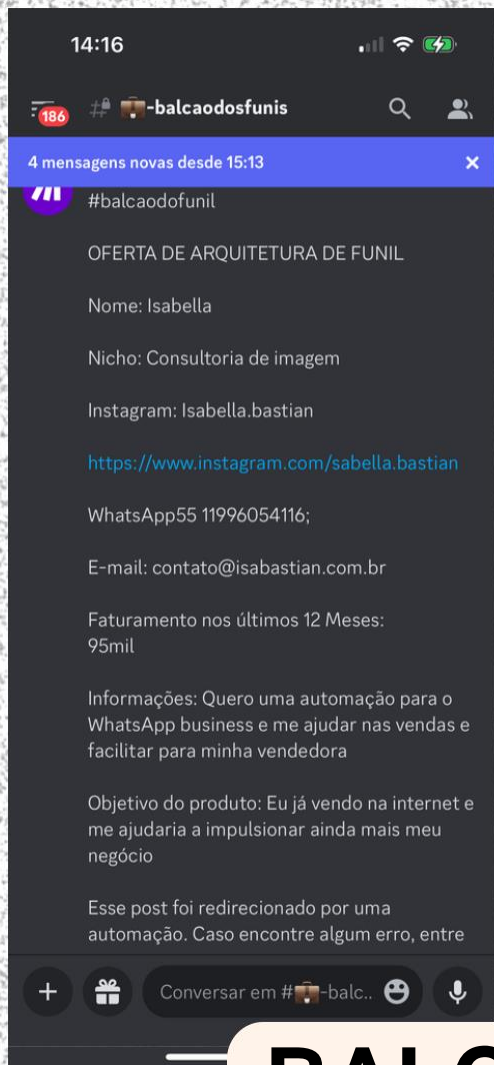 14:16
186
#balcaodosfunis
4 mensagens novas desde 15:13
#balcaodofunil
OFERTA DE ARQUITETURA DE FUNIL
Nome: Isabella
Nicho: Consultoria de imagem
Instagram: Isabella.bastian
https://www.instagram.com/sabella.bastian
WhatsApp55 11996054116;
E-mail: contato@isabastian.com.br
Faturamento nos últimos 12 Meses:
95mil
Informações: Quero uma automação para o
WhatsApp business e me ajudar nas vendas e
facilitar para minha vendedora
Objetivo do produto: Eu já vendo na internet e
me ajudaria a impulsionar ainda mais meu
negócio
Esse post foi redirecionado por uma
automação. Caso encontre algum erro, entre
Conversar em #💼-balc..